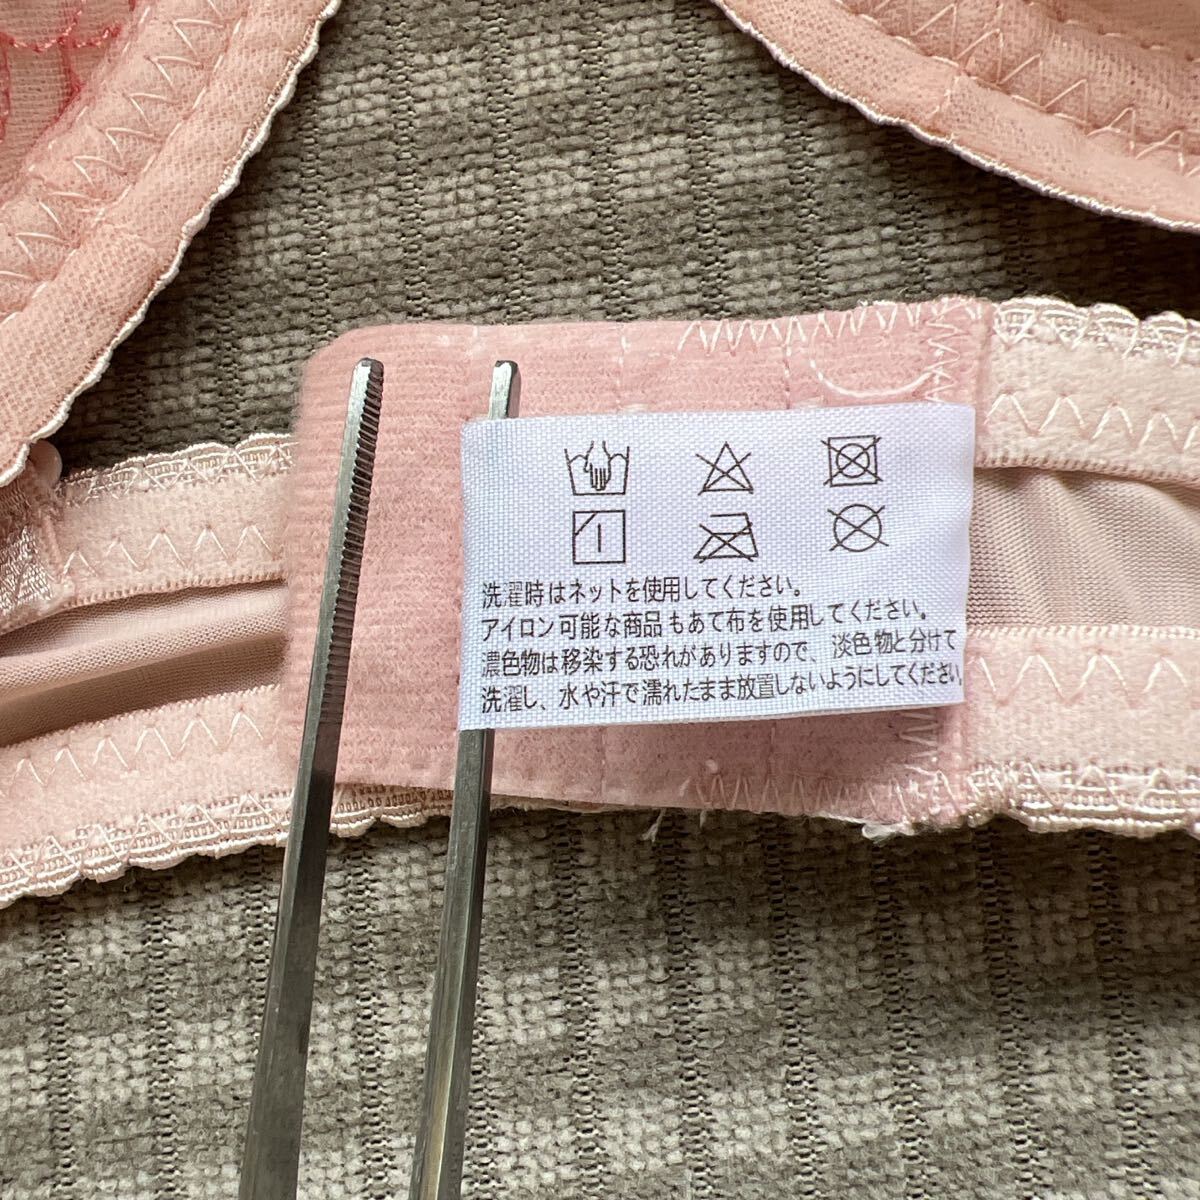 洗濯時はネットを使用してください。
アイロン可能な商品もあて布を使用してください。
濃色物は移染する恐れがありますので、淡色物と分けて
洗濯し、水や汗で濡れたまま放置しないようにしてください。